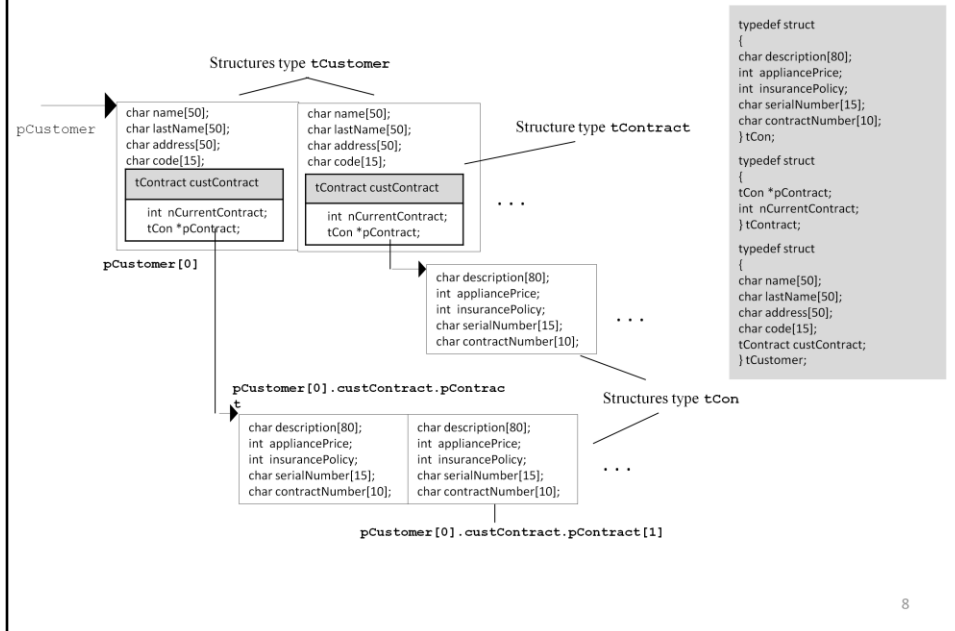 Structures type tCustomer
pCustomer
char name[50];
char lastName[50];
char address[50];
char code[15];
tContract custContract
int nCurrentContract;
tCon *pContract;
char name[50];
char lastName[50];
char address[50];
char code[15];
tContract custContract
int nCurrentContract;
tCon *pContract;
Structure type tContract
...
pCustomer[0]
char description[80];
int appliancePrice;
int insurancePolicy;
char serialNumber[15];
char contractNumber[10];
...
pCustomer[0].custContract.pContrac
t
Structures type tCon
char description[80];
int appliancePrice;
int insurancePolicy;
char serialNumber[15];
char contractNumber[10];
char description[80];
int appliancePrice;
int insurancePolicy;
char serialNumber[15];
char contractNumber[10];
...
pCustomer[0].custContract.pContract[1]
typedef struct
{
char description[80];
int appliancePrice;
int insurancePolicy;
char serialNumber[15];
char contractNumber[10];
} tCon;
typedef struct
{
tCon *pContract;
int nCurrentContract;
} tContract;
typedef struct
{
char name[50];
char lastName[50];
char address[50];
char code[15];
tContract custContract;
} tCustomer;
8